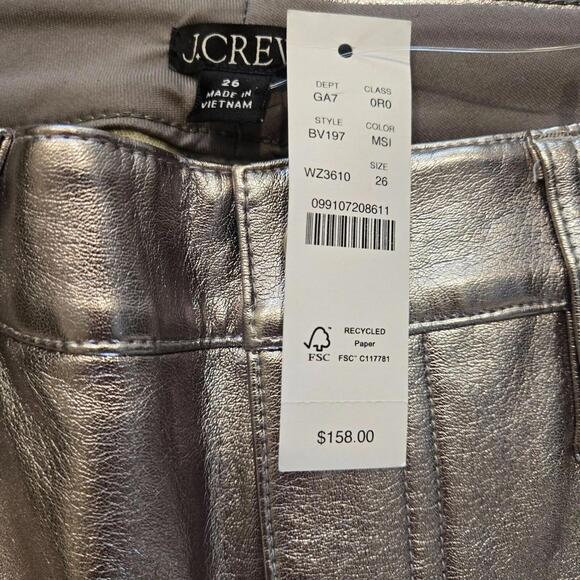 J.CREW
26
MADE IN
VIETNAM
DEPT CLASS
GA7 0R0
STYLE COLOR
BV197 MSI
SIZE
WZ3610 26
099107208611
RECYCLED
Paper
FSC
FSC™ C117781
$158.00